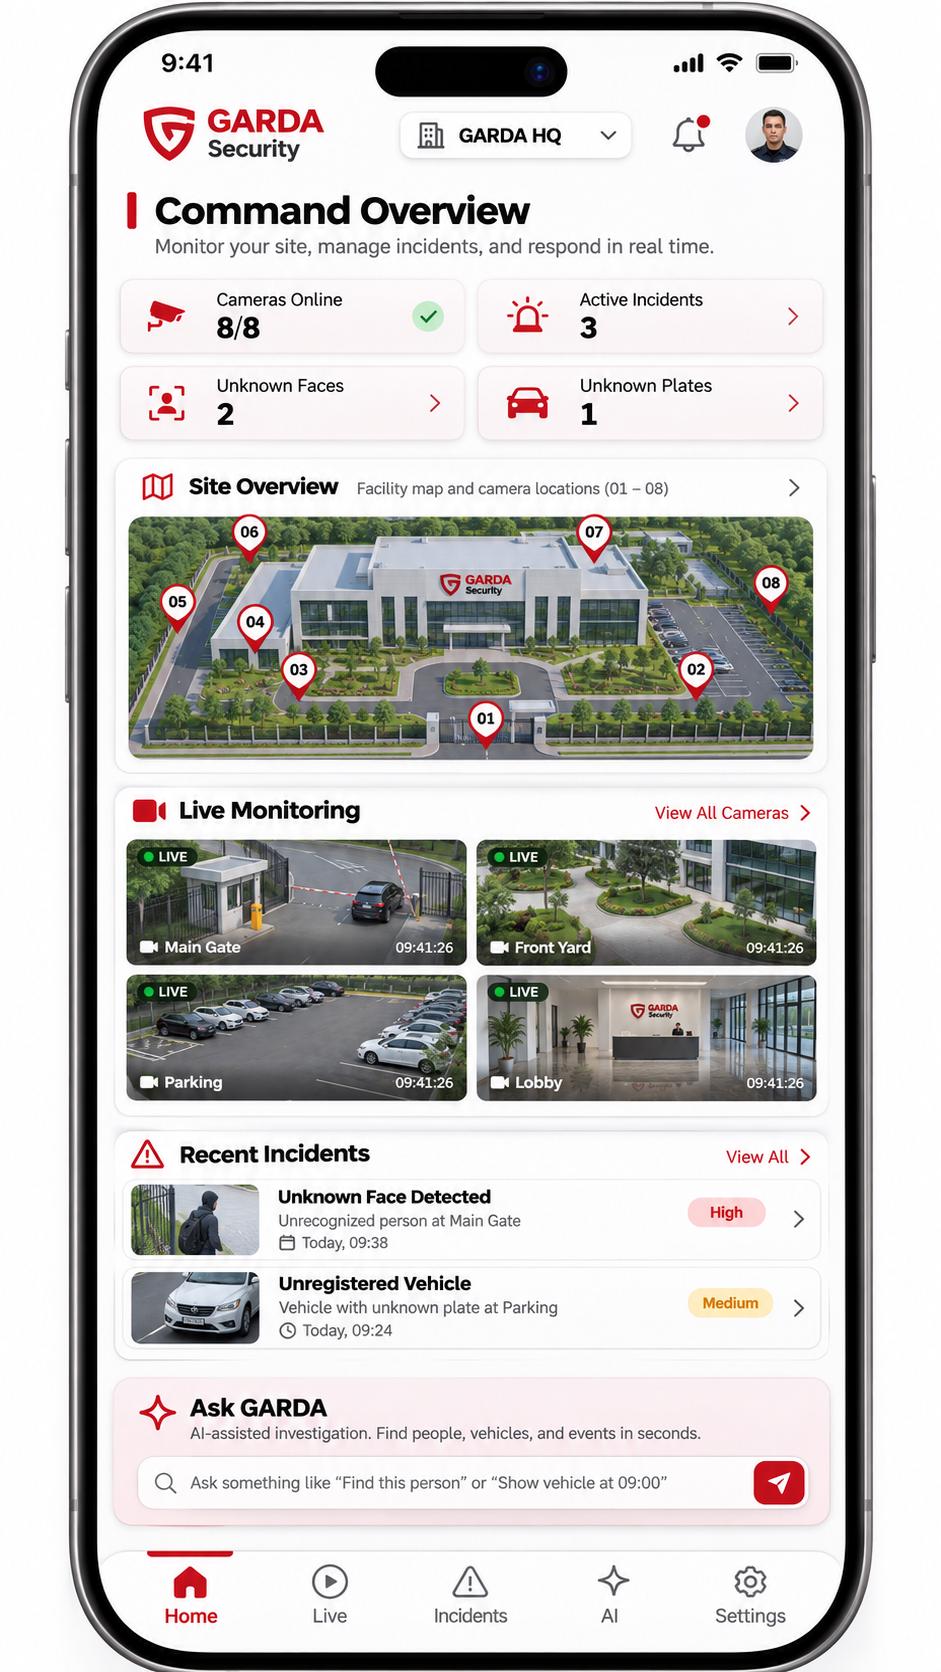 9:41
GARDA
Security
GARDA HQ
Command Overview
Monitor your site, manage incidents, and respond in real time.
Cameras Online
8/8
Active Incidents
3
Unknown Faces
2
Unknown Plates
1
Site Overview
Facility map and camera locations (01 – 08)
06
07
08
05
04
03
02
01
GARDA
Security
Live Monitoring
View All Cameras
LIVE
Main Gate
09:41:26
LIVE
Front Yard
09:41:26
LIVE
Parking
09:41:26
LIVE
GARDA
Security
Lobby
09:41:26
Recent Incidents
View All
Unknown Face Detected
Unrecognized person at Main Gate
Today, 09:38
High
Unregistered Vehicle
Vehicle with unknown plate at Parking
Today, 09:24
Medium
Ask GARDA
AI-assisted investigation. Find people, vehicles, and events in seconds.
Ask something like “Find this person” or “Show vehicle at 09:00”
Home
Live
Incidents
AI
Settings